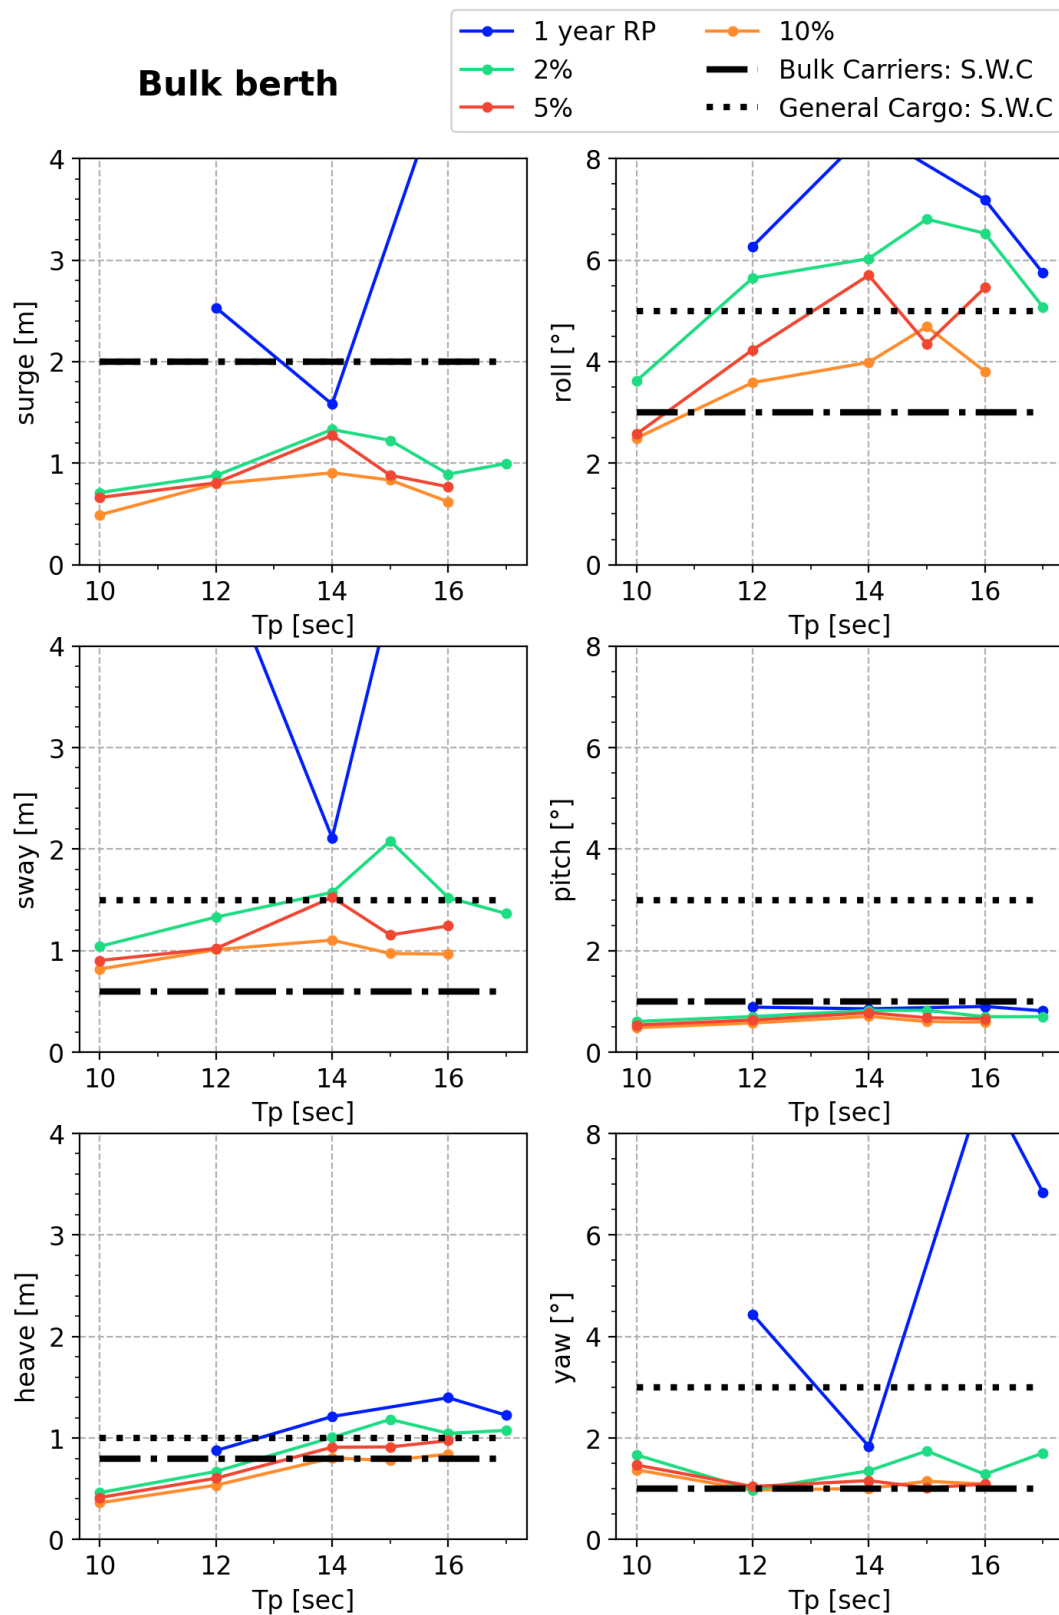 Bulk berth
1 year RP
2%
5%
10%
Bulk Carriers: S.W.C
General Cargo: S.W.C
4
3
2
1
0
surge [m]
10 12 14 16
Tp [sec]
8
6
4
2
0
roll [°]
10 12 14 16
Tp [sec]
4
3
2
1
0
sway [m]
10 12 14 16
Tp [sec]
8
6
4
2
0
pitch [°]
10 12 14 16
Tp [sec]
4
3
2
1
0
heave [m]
10 12 14 16
Tp [sec]
8
6
4
2
0
yaw [°]
10 12 14 16
Tp [sec]